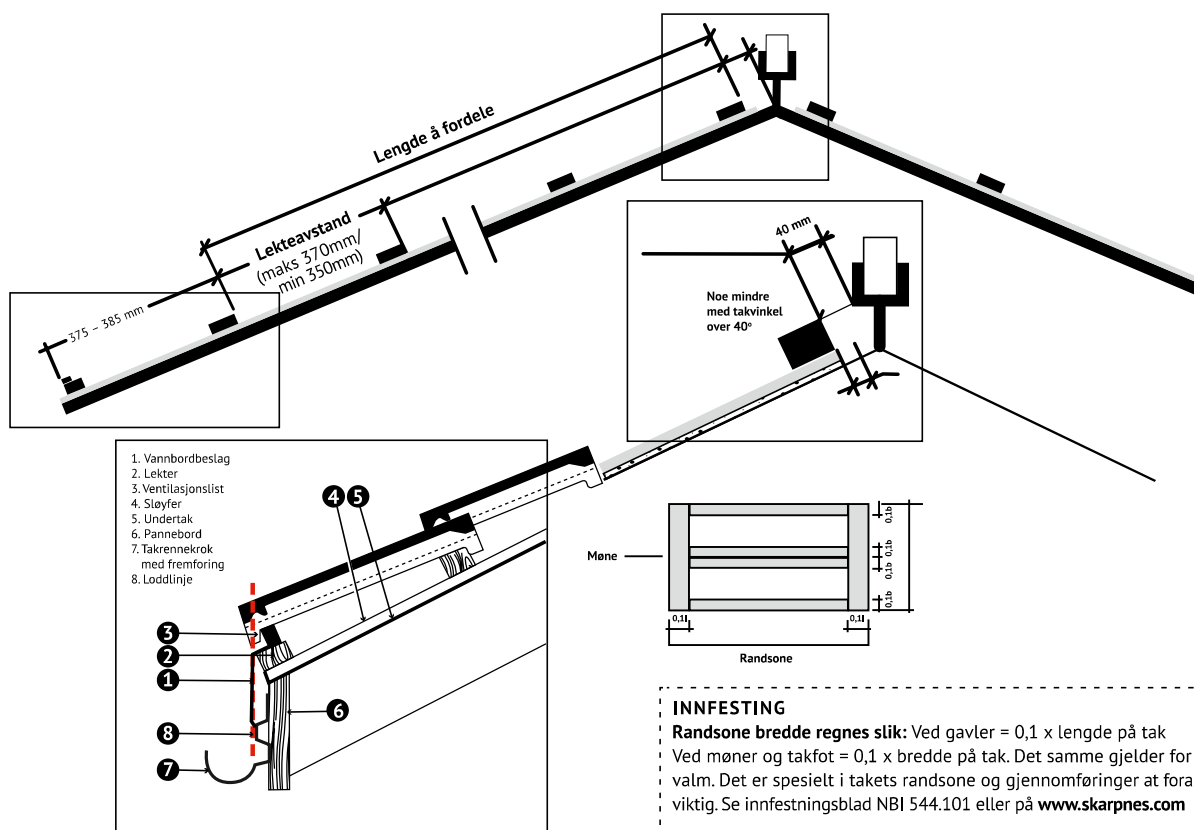 Lengde å fordele
Lekteavstand
(maks 370mm/
min 350mm)
375 – 385 mm
40 mm
Noe mindre
med takvinkel
over 40°
1. Vannbordbeslag
2. Lekter
3. Ventilasjonslist
4. Sløyfer
5. Undertak
6. Pannebord
7. Takrennekrok
med fremforing
8. Loddlinje
4 5
3
2
1
6
8
7
Møne
0,1b
0,1b
0,1b
0,1b
0,1l
0,1l
Randsone
INNFESTING
Randsone bredde regnes slik: Ved gavler = 0,1 x lengde på tak
Ved møner og takfot = 0,1 x bredde på tak. Det samme gjelder for
valm. Det er spesielt i takets randsone og gjennomføringer at fora
viktig. Se innfestningsblad NBI 544.101 eller på www.skarpnes.com